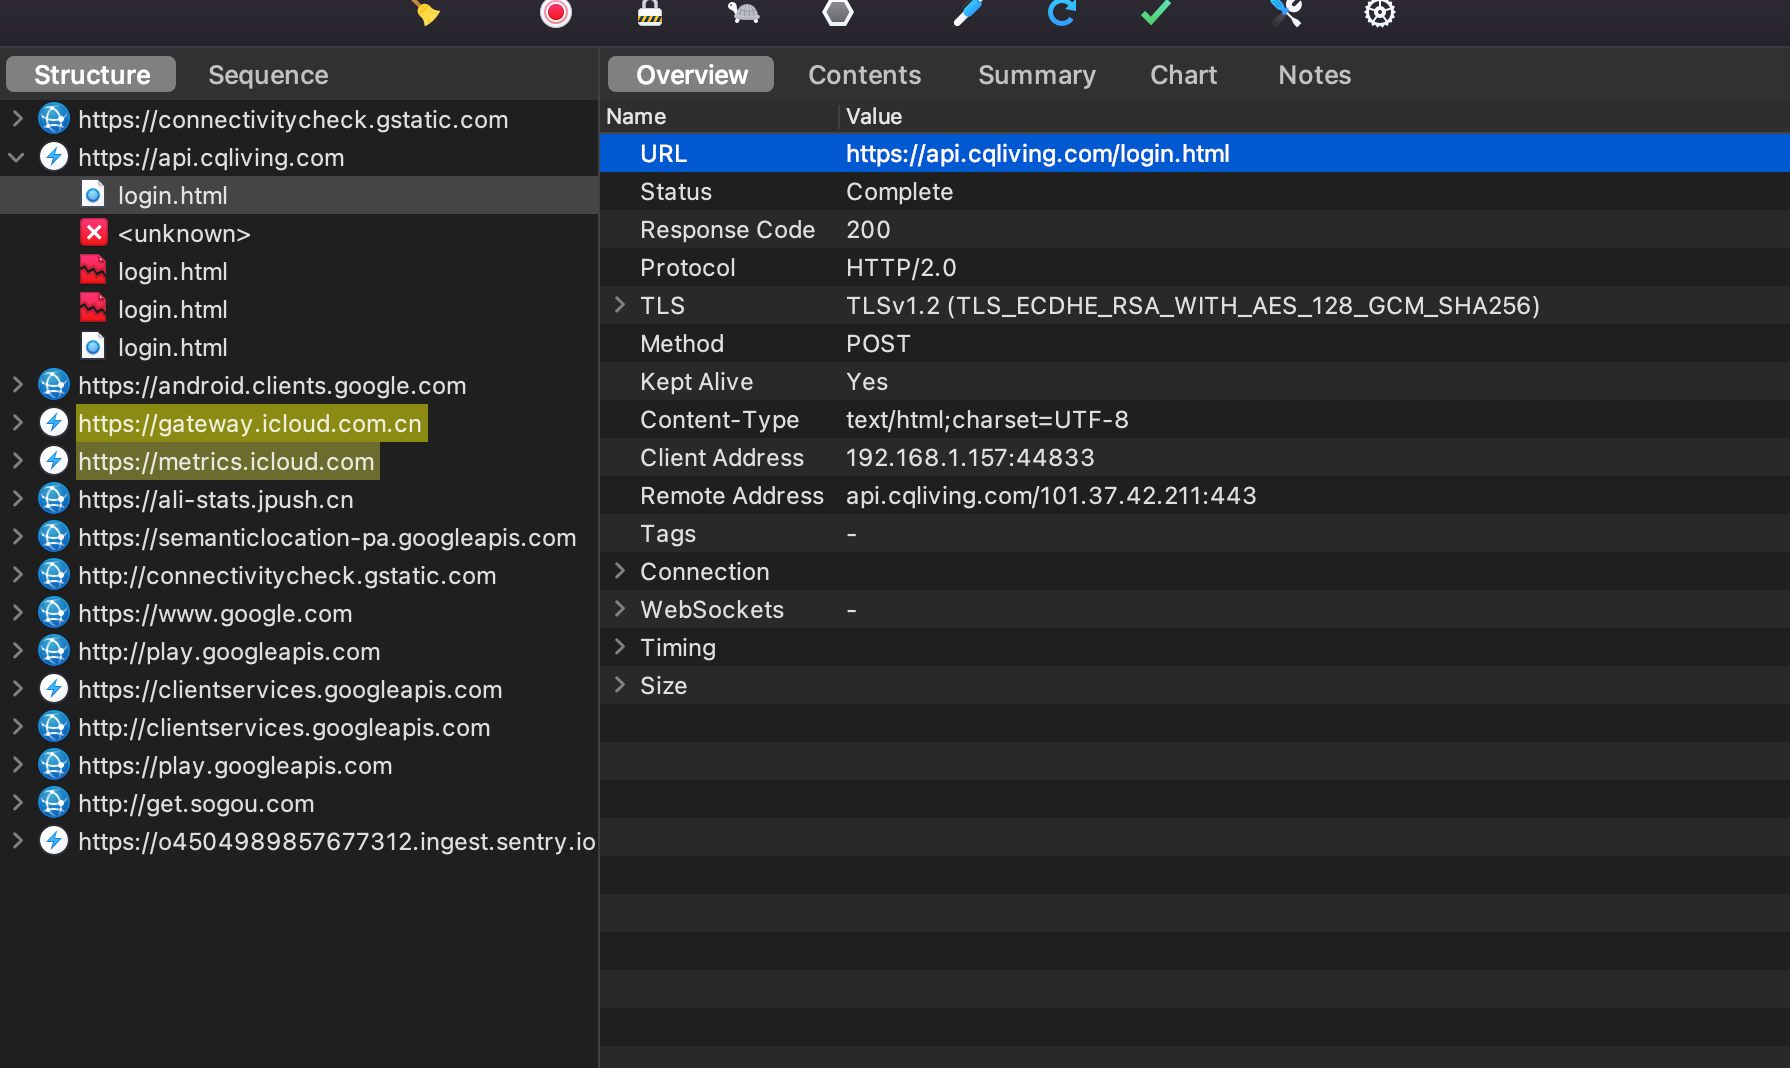 Structure Sequence
https://connectivitycheck.gstatic.com
https://api.cqliving.com
login.html
<unknown>
login.html
login.html
login.html
https://android.clients.google.com
https://gateway.icloud.com.cn
https://metrics.icloud.com
https://ali-stats.jpush.cn
https://semanticlocation-pa.googleapis.com
http://connectivitycheck.gstatic.com
https://www.google.com
http://play.googleapis.com
https://clientservices.googleapis.com
http://clientservices.googleapis.com
https://play.googleapis.com
http://get.sogou.com
https://o4504989857677312.ingest.sentry.io
Overview Contents Summary Chart Notes
Name Value
URL https://api.cqliving.com/login.html
Status Complete
Response Code 200
Protocol HTTP/2.0
TLS TLSv1.2 (TLS_ECDHE_RSA_WITH_AES_128_GCM_SHA256)
Method POST
Kept Alive Yes
Content-Type text/html;charset=UTF-8
Client Address 192.168.1.157:44833
Remote Address api.cqliving.com/101.37.42.211:443
Tags -
Connection
WebSockets -
Timing
Size